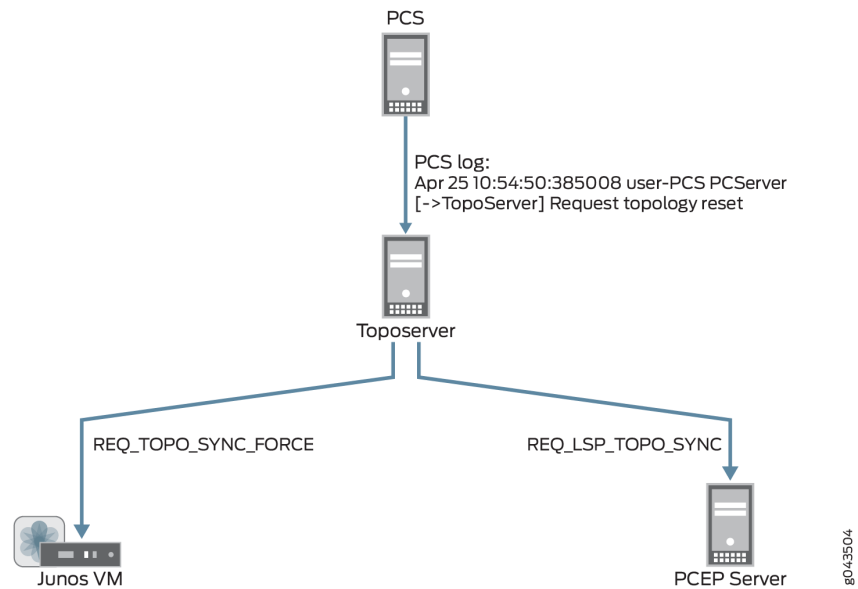 PCS
PCS log:
Apr 25 10:54:50:385008 user-PCS PCServer
[->TopoServer] Request topology reset
Toposerver
REQ_TOPO_SYNC_FORCE
REQ_LSP_TOPO_SYNC
Junos VM
PCEP Server
g043504